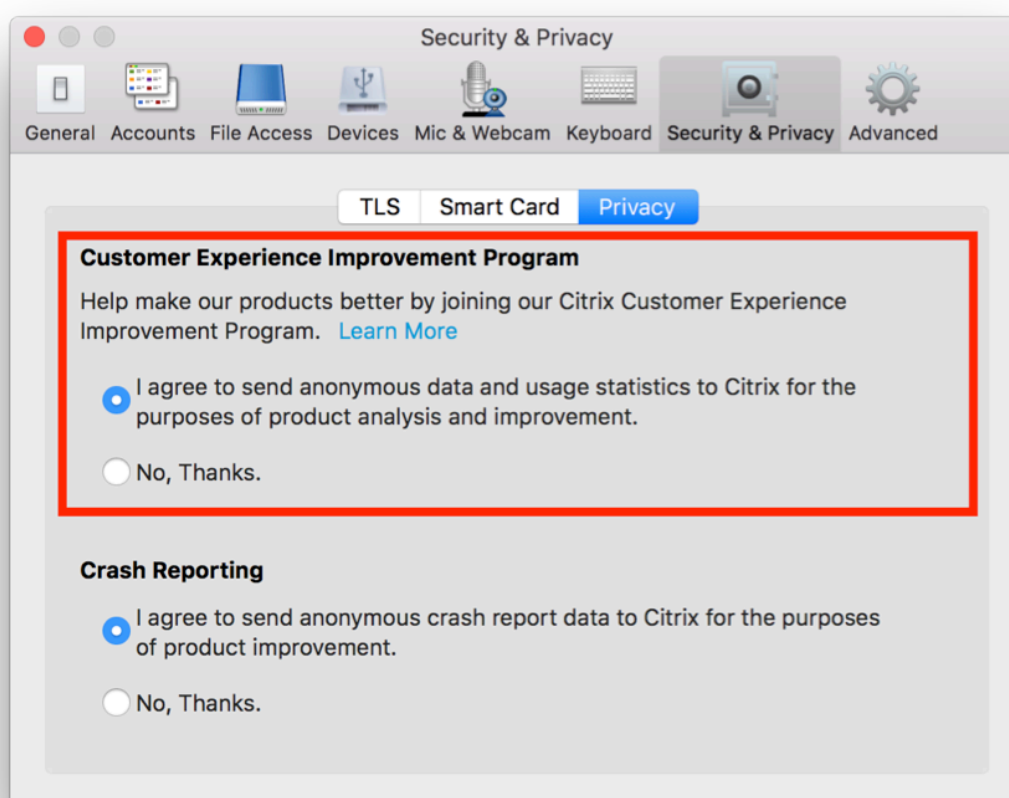 Security & Privacy
General Accounts File Access Devices Mic & Webcam Keyboard Security & Privacy Advanced
TLS Smart Card Privacy
Customer Experience Improvement Program
Help make our products better by joining our Citrix Customer Experience
Improvement Program. Learn More
I agree to send anonymous data and usage statistics to Citrix for the
purposes of product analysis and improvement.
No, Thanks.
Crash Reporting
I agree to send anonymous crash report data to Citrix for the purposes
of product improvement.
No, Thanks.